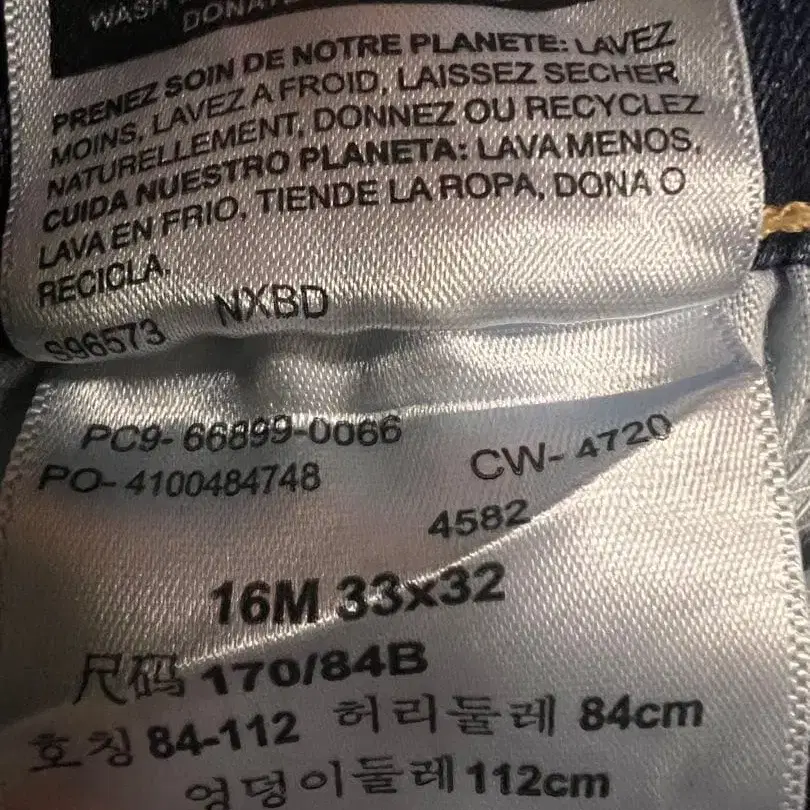 WASH
DONATE
PRENEZ SOIN DE NOTRE PLANETE: LAVEZ
MOINS, LAVEZ A FROID, LAISSEZ SECHER
NATURELLEMENT, DONNEZ OU RECYCLEZ
CUIDA NUESTRO PLANETA: LAVA MENOS,
LAVA EN FRIO, TIENDE LA ROPA, DONA O
RECICLA.
S96573 NXBD
PC9-66899-0066
PO-4100484748 CW-4720
4582
16M 33x32
尺码 170/84B
호칭 84-112 허리둘레 84cm
엉덩이둘레 112cm